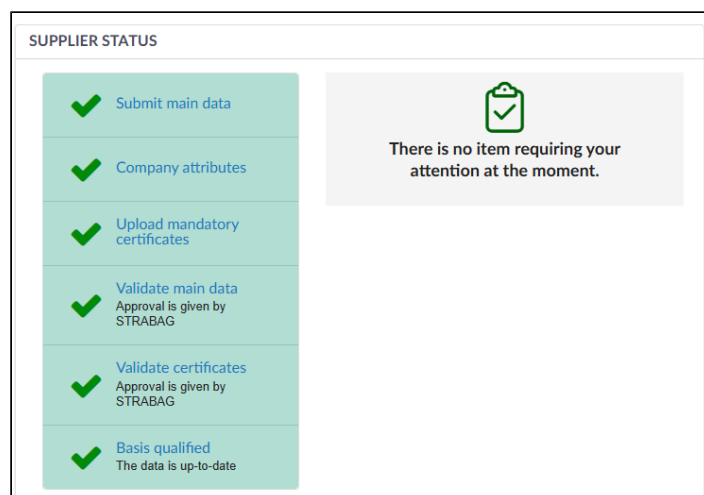 SUPPLIER STATUS
Submit main data
Company attributes
Upload mandatory
certificates
Validate main data
Approval is given by
STRABAG
Validate certificates
Approval is given by
STRABAG
Basis qualified
The data is up-to-date
There is no item requiring your
attention at the moment.